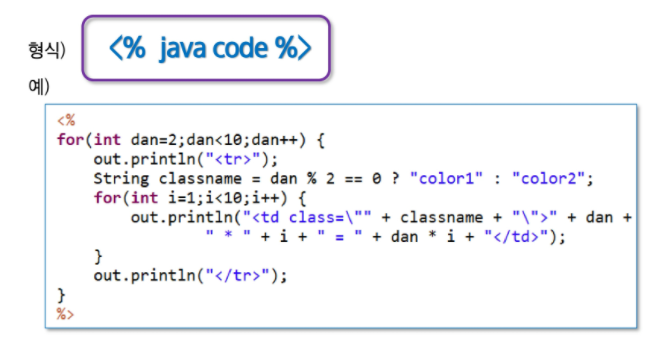 형식) <% java code %>
예)
<%
for(int dan=2;dan<10;dan++) {
    out.println("<tr>");
    String classname = dan % 2 == 0 ? "color1" : "color2";
    for(int i=1;i<10;i++) {
        out.println("<td class=\"" + classname + "\">" + dan +
                " * " + i + " = " + dan * i + "</td>");
    }
    out.println("</tr>");
}
%>